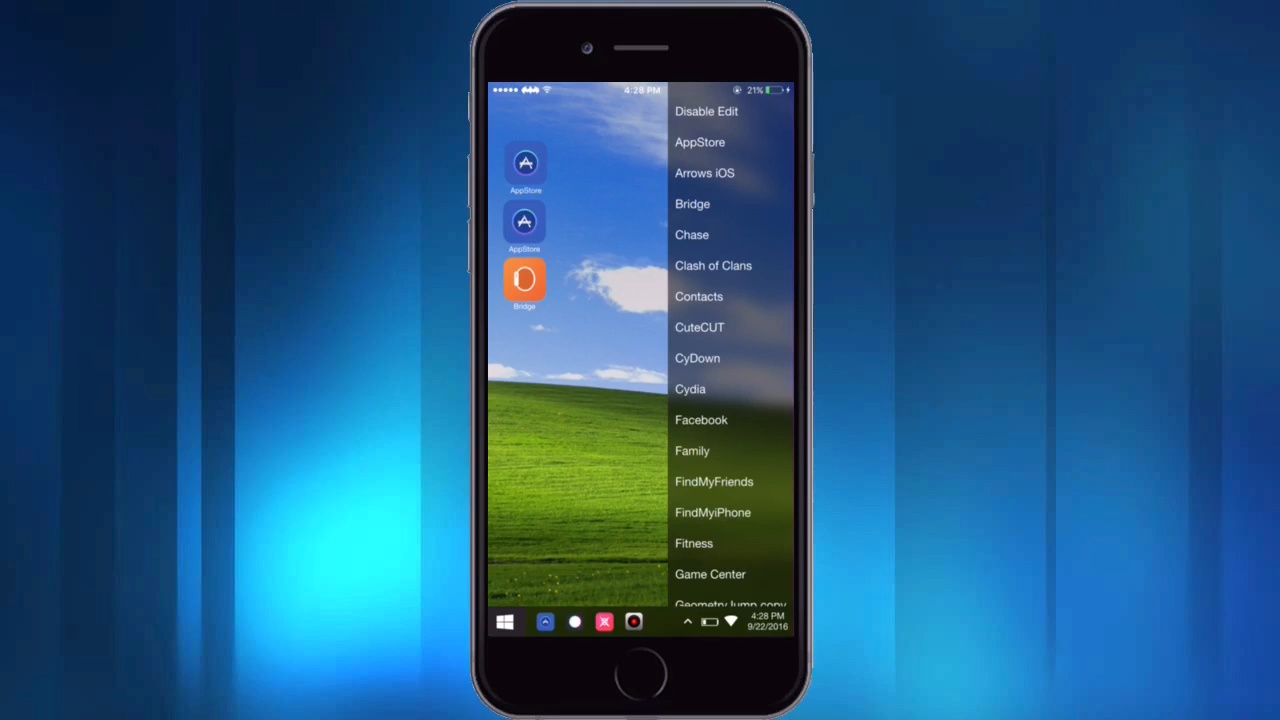 4:28 PM
21%
AppStore
AppStore
Bridge
Disable Edit
AppStore
Arrows iOS
Bridge
Chase
Clash of Clans
Contacts
CuteCUT
CyDown
Cydia
Facebook
Family
FindMyFriends
FindMyiPhone
Fitness
Game Center
Geometry Jump copy
4:28 PM
9/22/2016